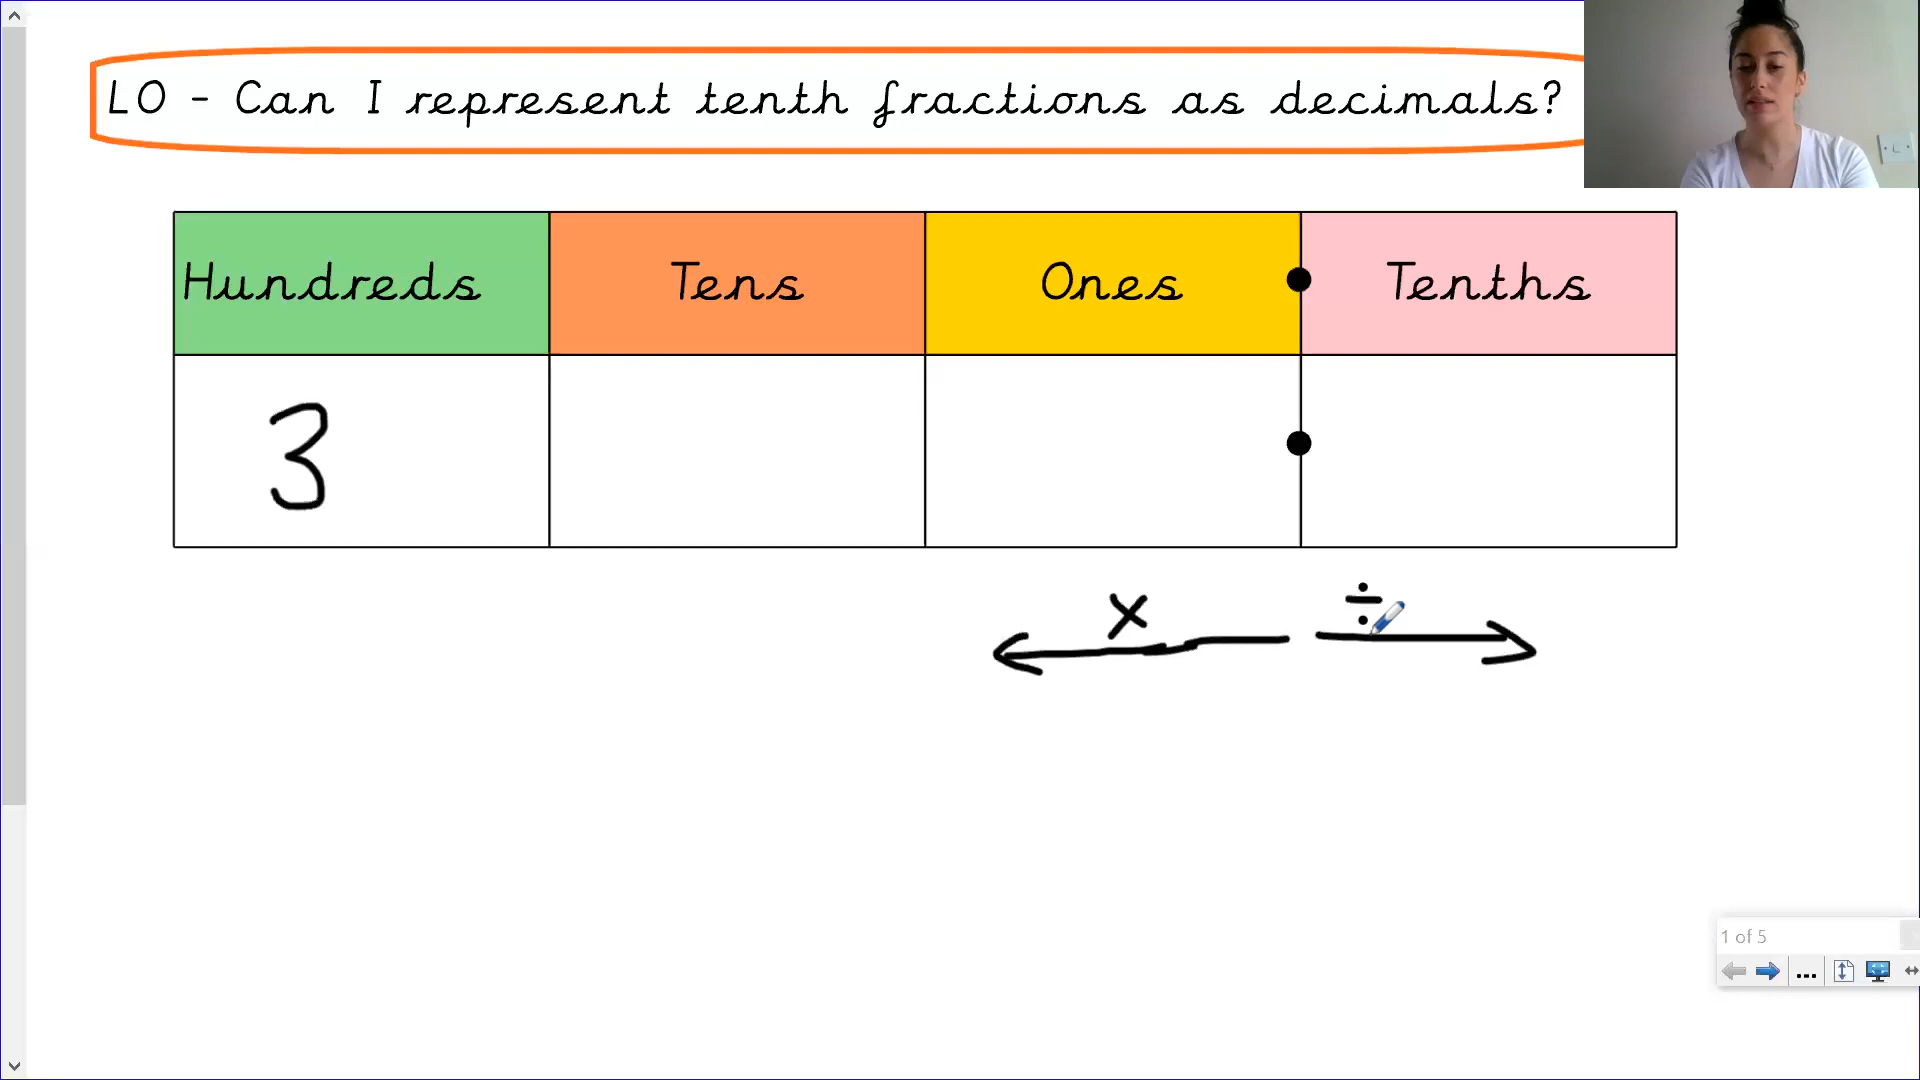 LO - Can I represent tenth fractions as decimals?
Hundreds Tens Ones Tenths
3
x ÷
1 of 5